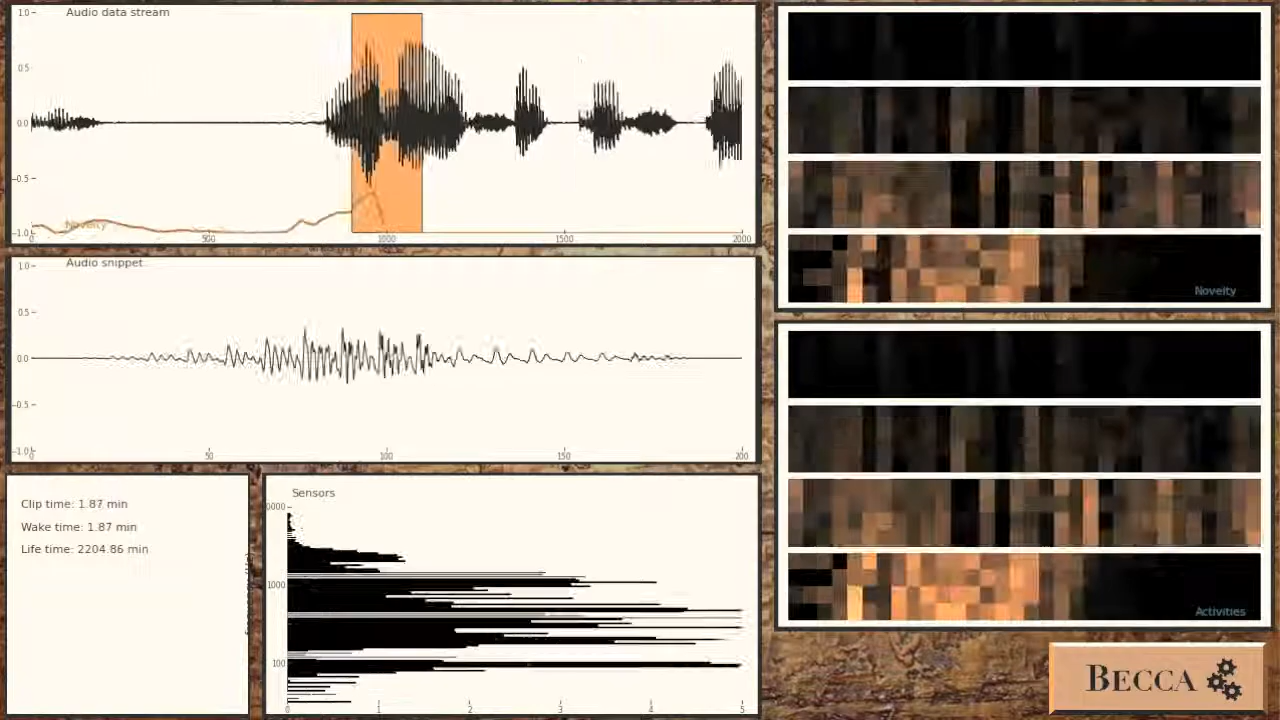 Audio data stream
1.0
0.5
0.0
−0.5
−1.0
Novelty
0
500
1000
1500
2000
Audio snippet
1.0
0.5
0.0
−0.5
−1.0
0
50
100
150
200
Clip time: 1.87 min
Wake time: 1.87 min
Life time: 2204.86 min
Sensors
0000
1000
100
0
1
2
3
4
5
Novelty
Activities
BECCA